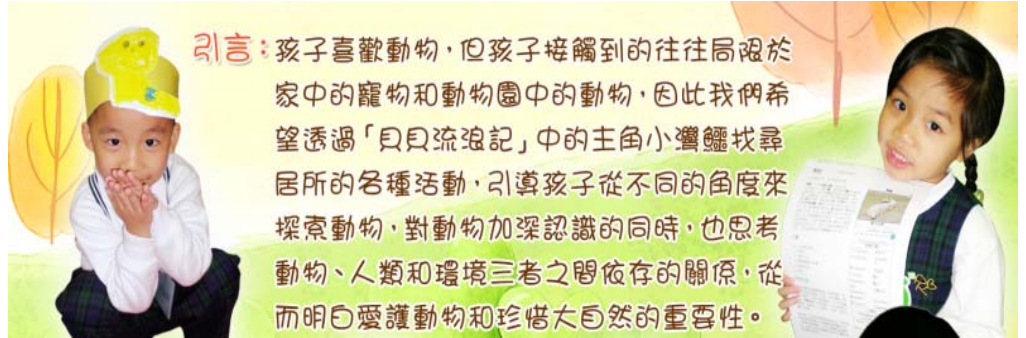 引言：孩子喜歡動物，但孩子接觸到的往往局限於
家中的寵物和動物園中的動物，因此我們希
望透過「貝貝流浪記」中的主角小灣鱷找尋
居所的各種活動，引導孩子從不同的角度來
探索動物，對動物加深認識的同時，也思考
動物、人類和環境三者之間依存的關係，從
而明白愛護動物和珍惜大自然的重要性。